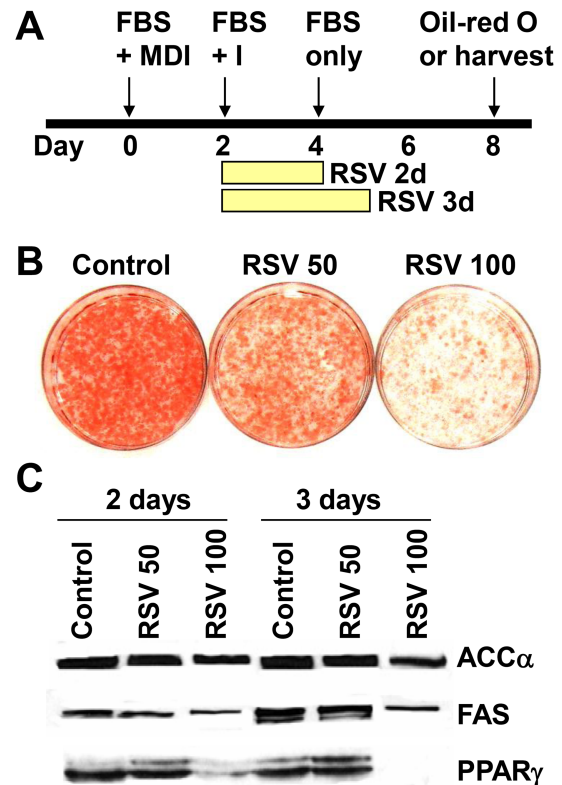 A
FBS FBS FBS Oil-red O
+ MDI + I only or harvest
Day 0 2 4 6 8
RSV 2d
RSV 3d
B
Control RSV 50 RSV 100
C
2 days 3 days
Control RSV 50 RSV 100 Control RSV 50 RSV 100
ACCα
FAS
PPARγ